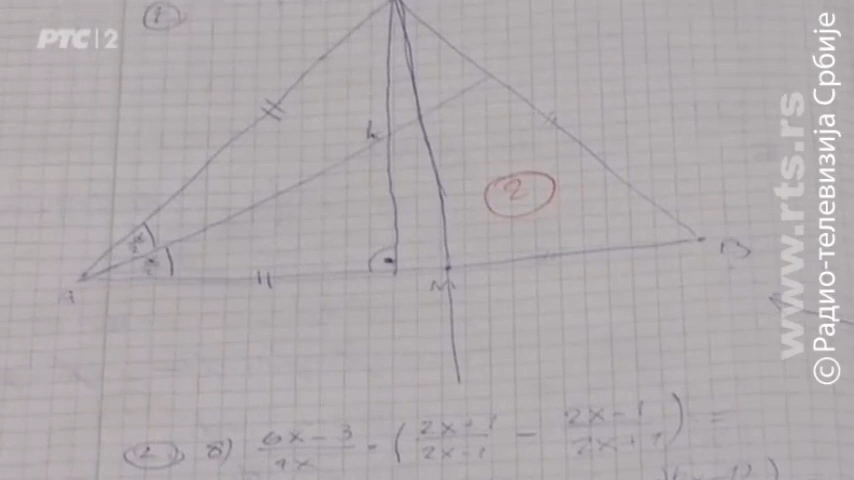 РТС|2
1
A
M
B
2
2. б) 6x-3/4x · (2x+1/2x-1 - 2x-1/2x+1) =
www.rts.rs
© Радио-телевизија Србије